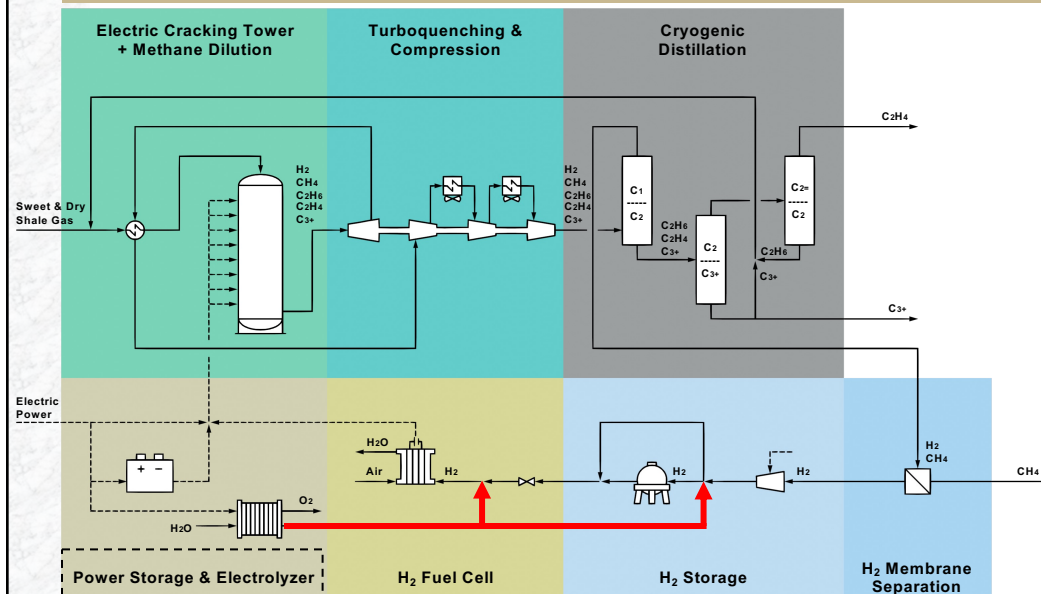 Electric Cracking Tower
+ Methane Dilution
Turboquenching &
Compression
Cryogenic
Distillation
Sweet & Dry
Shale Gas
H2
CH4
C2H6
C2H4
C3+
H2
CH4
C2H6
C2H4
C3+
C1
-----
C2
C2H6
C2H4
C3+
C2
-----
C3+
C2=
-----
C2
C2H4
C2H6
C3+
C3+
Electric
Power
+ −
H2O
O2
H2O
Air
H2
H2
H2
H2
CH4
CH4
Power Storage & Electrolyzer
H2 Fuel Cell
H2 Storage
H2 Membrane
Separation